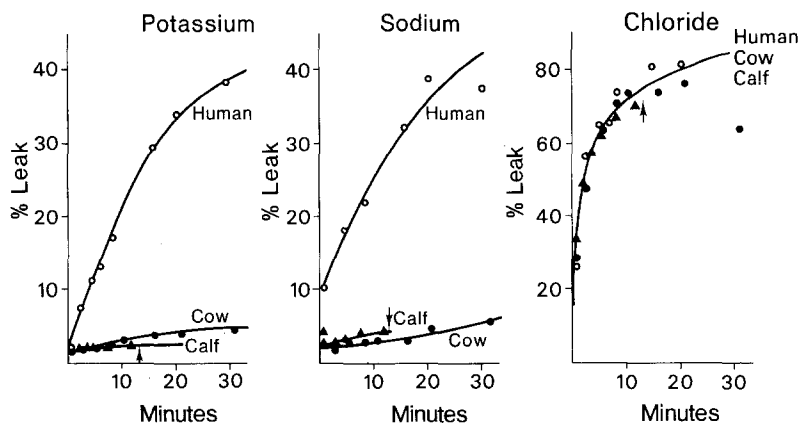 Potassium
% Leak
40
30
20
10
Human
Cow
Calf
10
20
30
Minutes
Sodium
% Leak
40
30
20
10
Human
Calf
Cow
10
20
30
Minutes
Chloride
% Leak
80
60
40
20
Human
Cow
Calf
10
20
30
Minutes